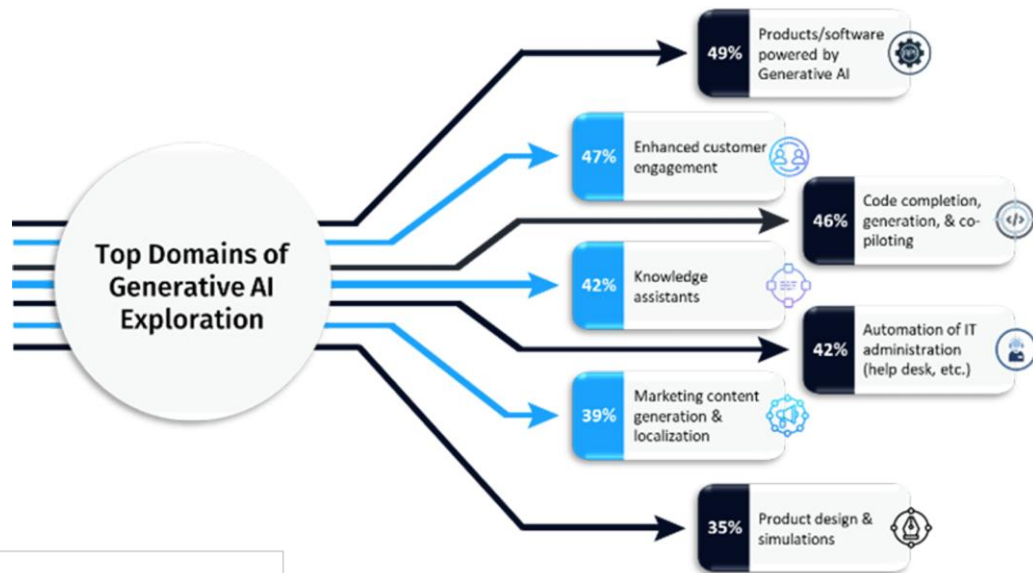 Top Domains of
Generative AI
Exploration
49%
Products/software
powered by
Generative AI
47%
Enhanced customer
engagement
46%
Code completion,
generation, & co-
piloting
42%
Knowledge
assistants
42%
Automation of IT
administration
(help desk, etc.)
39%
Marketing content
generation &
localization
35%
Product design &
simulations